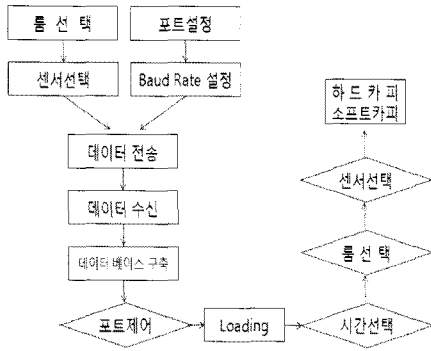 룸 선 택
포트설정
센서선택
Baud Rate 설정
데이터 전송
데이터 수신
데이터 베이스 구축
포트제어
Loading
시간선택
룸 선 택
센서선택
하 드 카 피
소프트카피